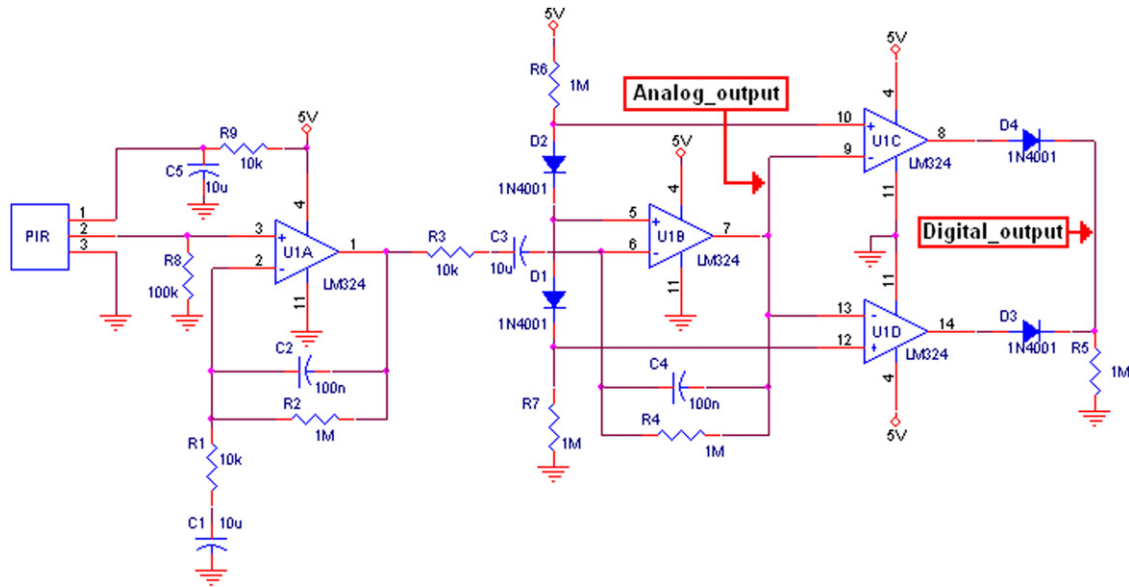 5V
R6
1M
Analog_output
5V
4
10
+
U1C
8
D4
9
-
LM324
1N4001
11
5V
R9
10k
C5
10u
4
D2
1N4001
5V
4
PIR
1
2
3
3
+
U1A
1
2
-
LM324
11
R8
100k
R3
10k
C3
10u
5
+
U1B
7
6
-
LM324
11
D1
1N4001
Digital_output
11
13
-
U1D
14
D3
12
+
LM324
1N4001
R5
1M
4
5V
C2
100n
R2
1M
C4
100n
R4
1M
R7
1M
R1
10k
C1
10u